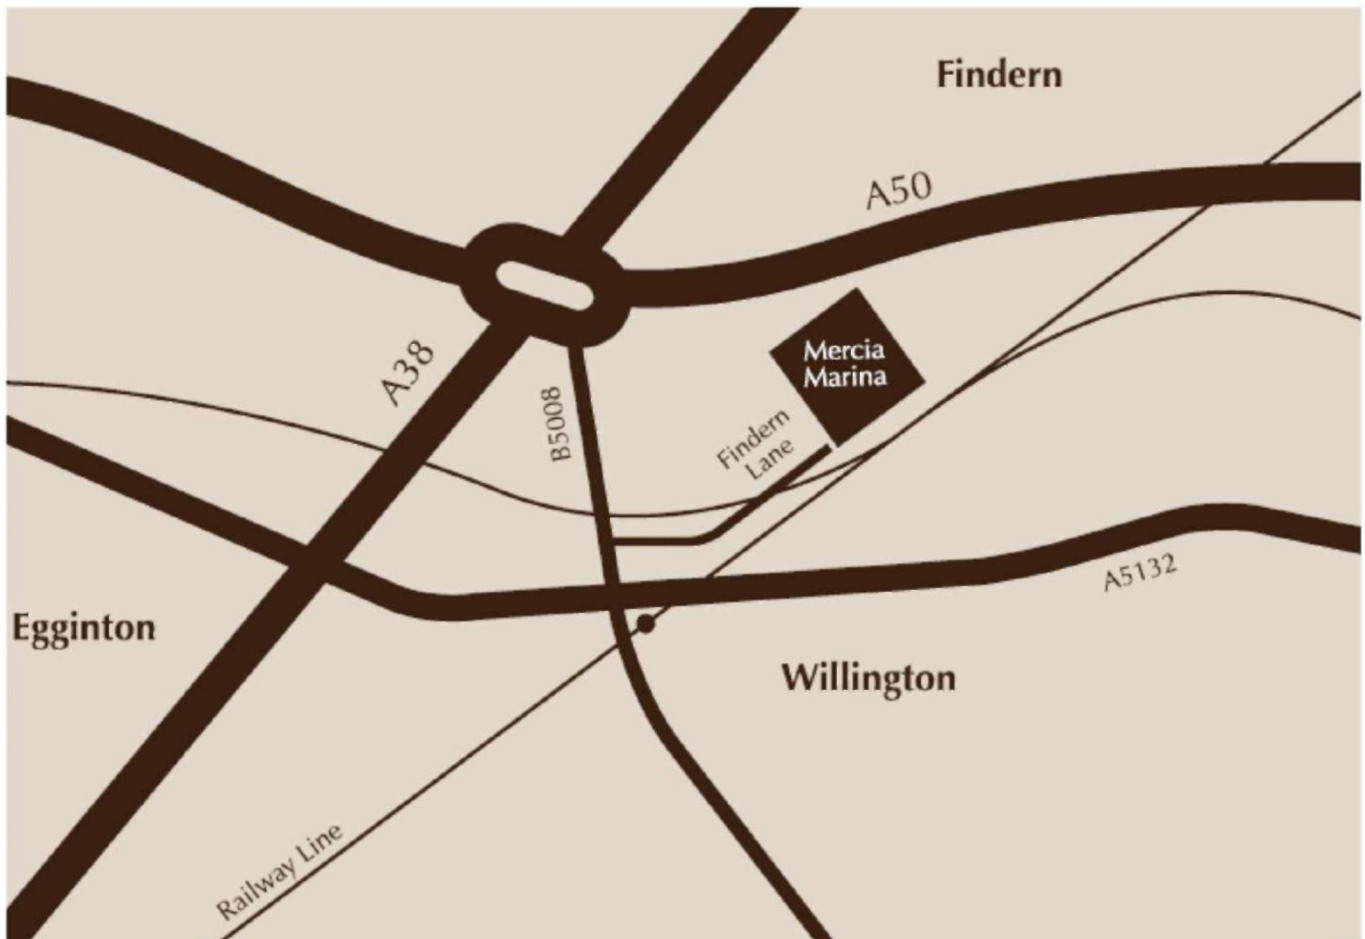 Findern
A50
Mercia
Marina
A38
B5008
Findern
Lane
A5132
Egginton
Willington
Railway Line